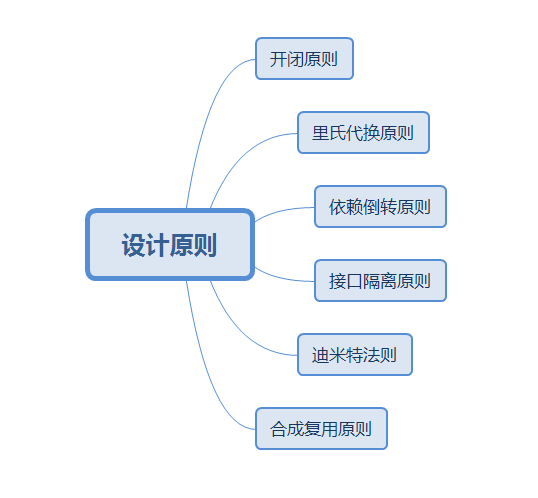 设计原则
开闭原则
里氏代换原则
依赖倒转原则
接口隔离原则
迪米特法则
合成复用原则